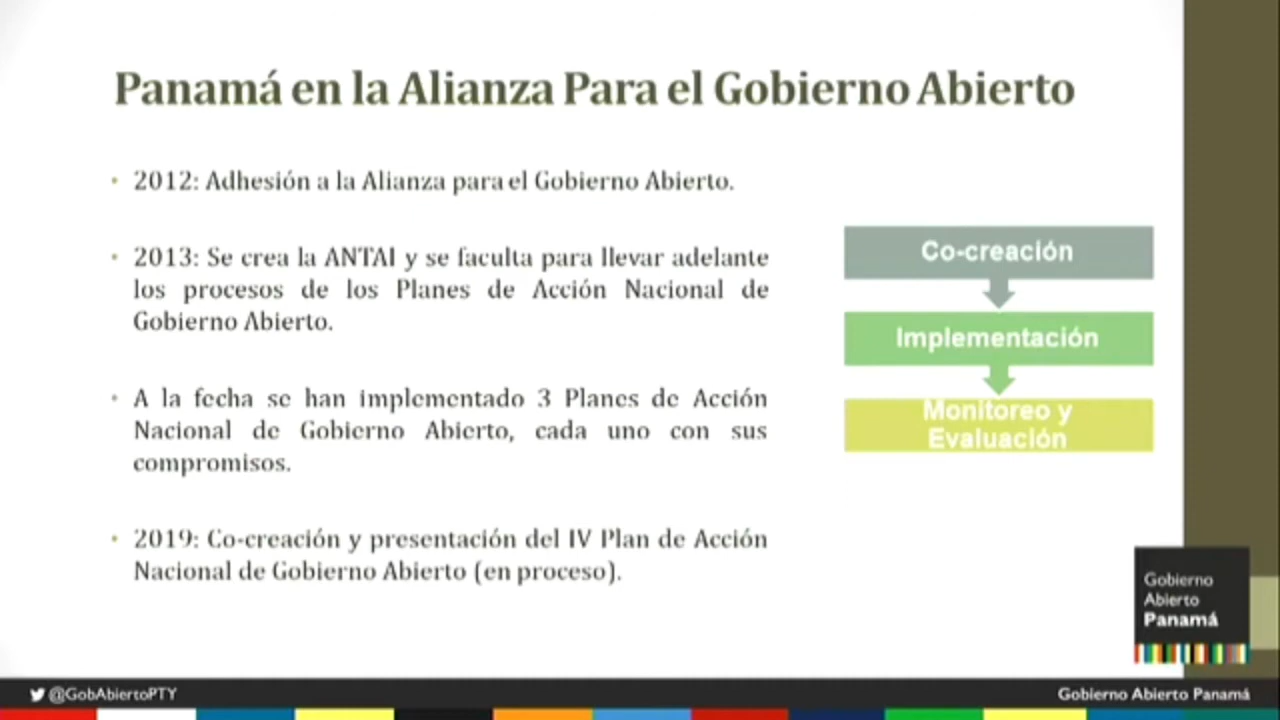 Panamá en la Alianza Para el Gobierno Abierto
• 2012: Adhesión a la Alianza para el Gobierno Abierto.
• 2013: Se crea la ANTAI y se faculta para llevar adelante
los procesos de los Planes de Acción Nacional de
Gobierno Abierto.
• A la fecha se han implementado 3 Planes de Acción
Nacional de Gobierno Abierto, cada uno con sus
compromisos.
• 2019: Co-creación y presentación del IV Plan de Acción
Nacional de Gobierno Abierto (en proceso).
Co-creación
Implementación
Monitoreo y
Evaluación
Gobierno
Abierto
Panamá
@GobAbiertoPTY
Gobierno Abierto Panamá